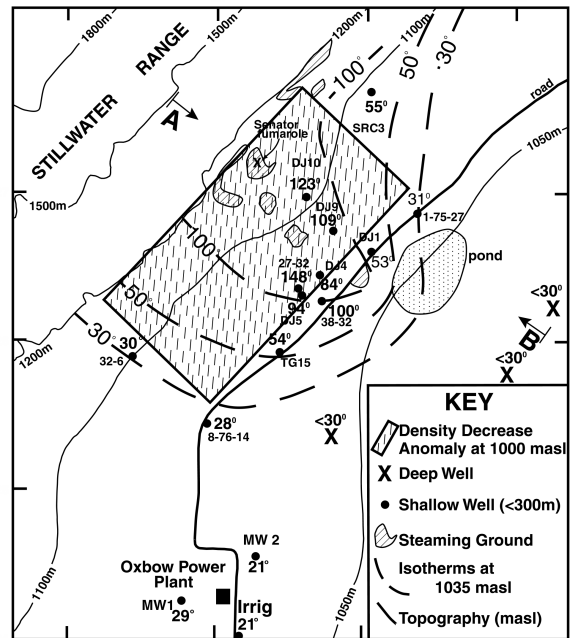 1800m
1500m
1200m
1100m
STILLWATER RANGE
A
100°
50°
30°
55°
SRC3
road
1050m
Senator
fumarole
X
DJ10
123°
1500m
DJ9
109°
31°
1-75-27
DJ1
53°
pond
100°
27-32
148°
DJ4
84°
94°
DJ5
100°
38-32
50°
30°
30°
32-6
1200m
54°
TG15
<30°
X
B
<30°
X
<30°
X
28°
8-76-14
MW 2
21°
Oxbow Power
Plant
MW1
29°
Irrig
21°
1100m
1050m
KEY
Density Decrease
Anomaly at 1000 masl
X Deep Well
Shallow Well (<300m)
Steaming Ground
Isotherms at
1035 masl
Topography (masl)